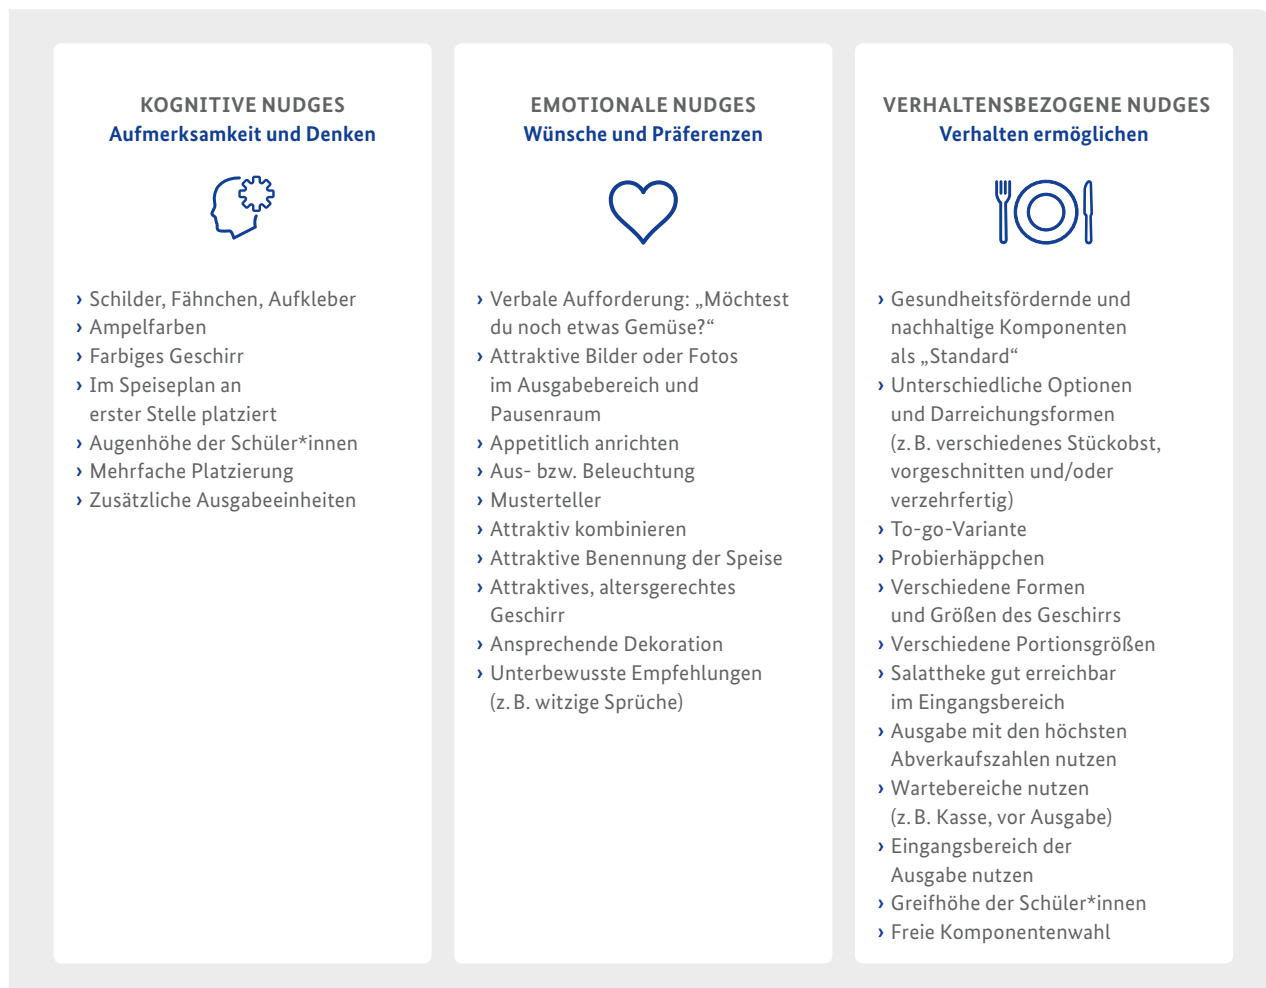 KOGNITIVE NUDGES
Aufmerksamkeit und Denken
› Schilder, Fähnchen, Aufkleber
› Ampelfarben
› Farbiges Geschirr
› Im Speiseplan an
erster Stelle platziert
› Augenhöhe der Schüler*innen
› Mehrfache Platzierung
› Zusätzliche Ausgabeeinheiten
EMOTIONALE NUDGES
Wünsche und Präferenzen
› Verbale Aufforderung: „Möchtest
du noch etwas Gemüse?“
› Attraktive Bilder oder Fotos
im Ausgabebereich und
Pausenraum
› Appetitlich anrichten
› Aus- bzw. Beleuchtung
› Musterteller
› Attraktiv kombinieren
› Attraktive Benennung der Speise
› Attraktives, altersgerechtes
Geschirr
› Ansprechende Dekoration
› Unterbewusste Empfehlungen
(z. B. witzige Sprüche)
VERHALTENSBEZOGENE NUDGES
Verhalten ermöglichen
› Gesundheitsfördernde und
nachhaltige Komponenten
als „Standard“
› Unterschiedliche Optionen
und Darreichungsformen
(z. B. verschiedenes Stückobst,
vorgeschnitten und/oder
verzehrfertig)
› To-go-Variante
› Probierhäppchen
› Verschiedene Formen
und Größen des Geschirrs
› Verschiedene Portionsgrößen
› Salattheke gut erreichbar
im Eingangsbereich
› Ausgabe mit den höchsten
Abverkaufszahlen nutzen
› Wartebereiche nutzen
(z. B. Kasse, vor Ausgabe)
› Eingangsbereich der
Ausgabe nutzen
› Greifhöhe der Schüler*innen
› Freie Komponentenwahl